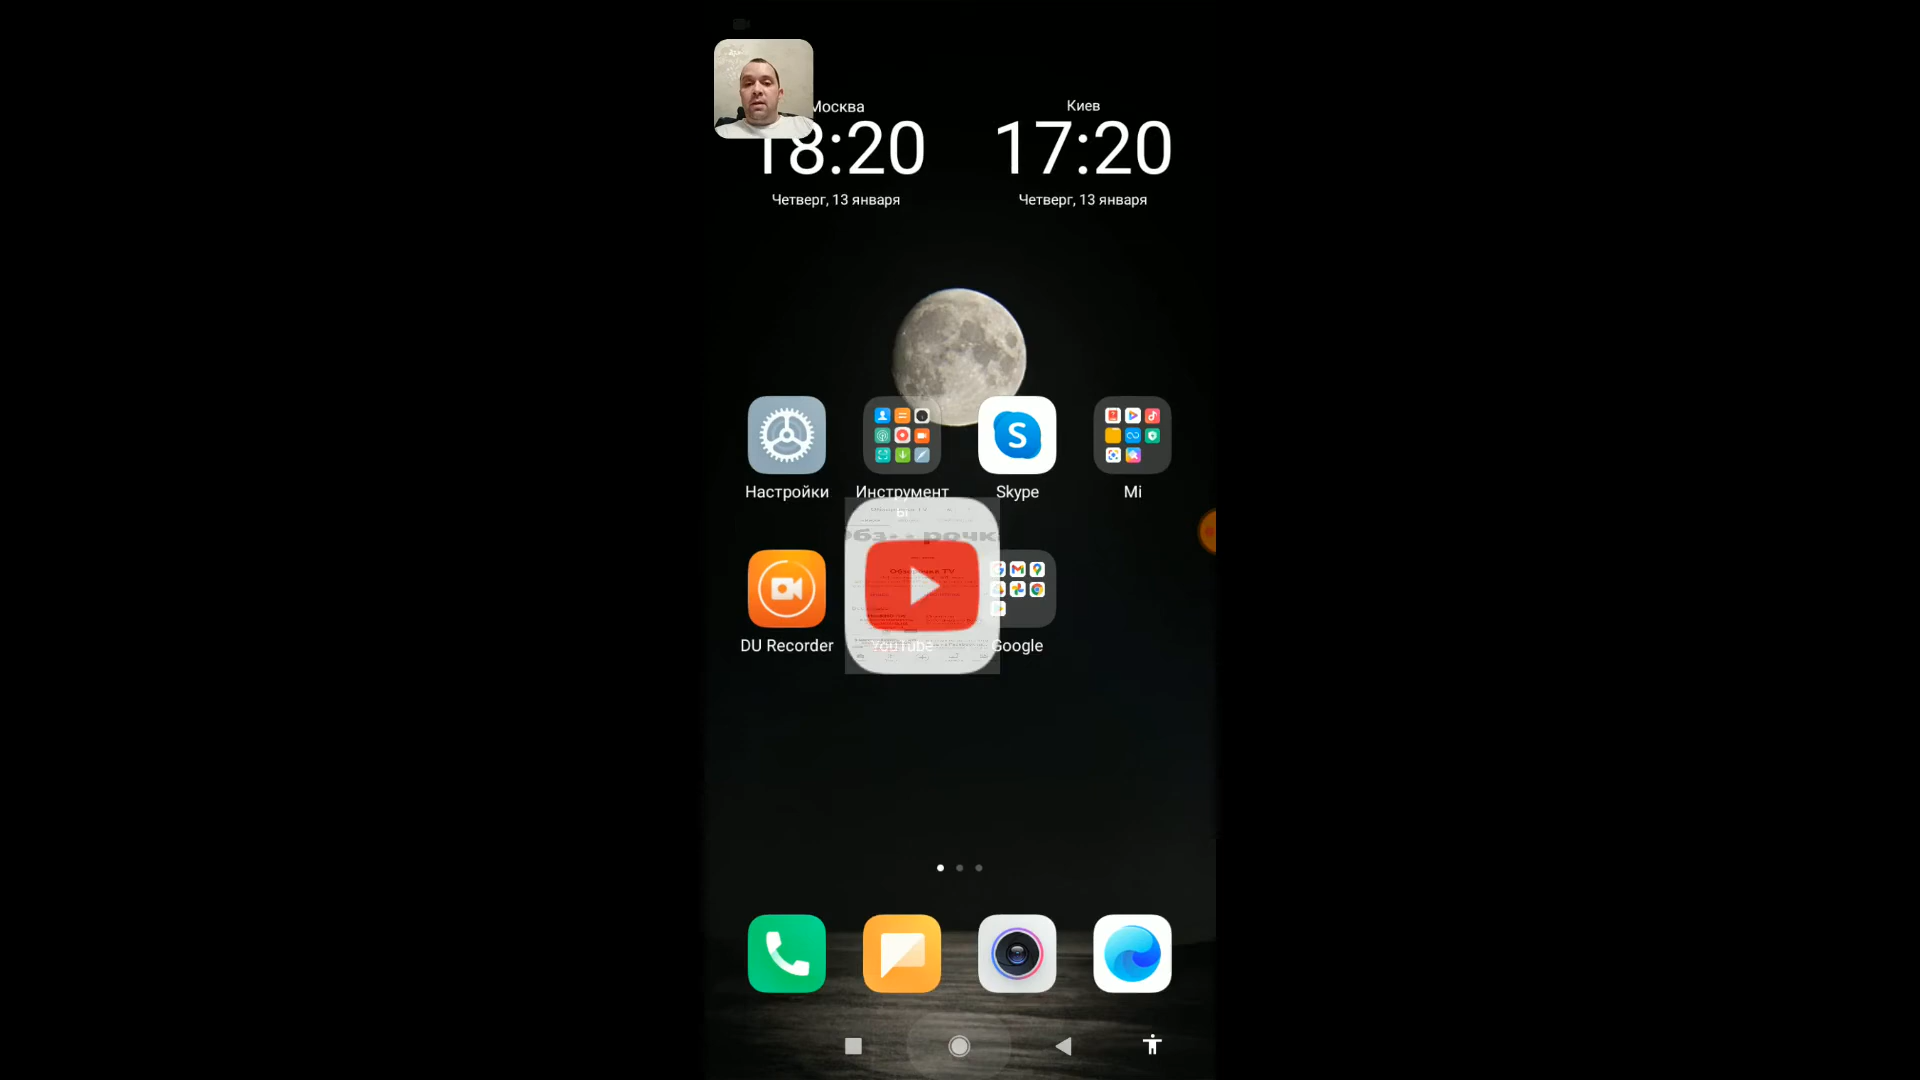 Москва
Киев
18:20
17:20
Четверг, 13 января
Четверг, 13 января
Настройки
Инструмент
ы
Skype
Mi
DU Recorder
YouTube
Google